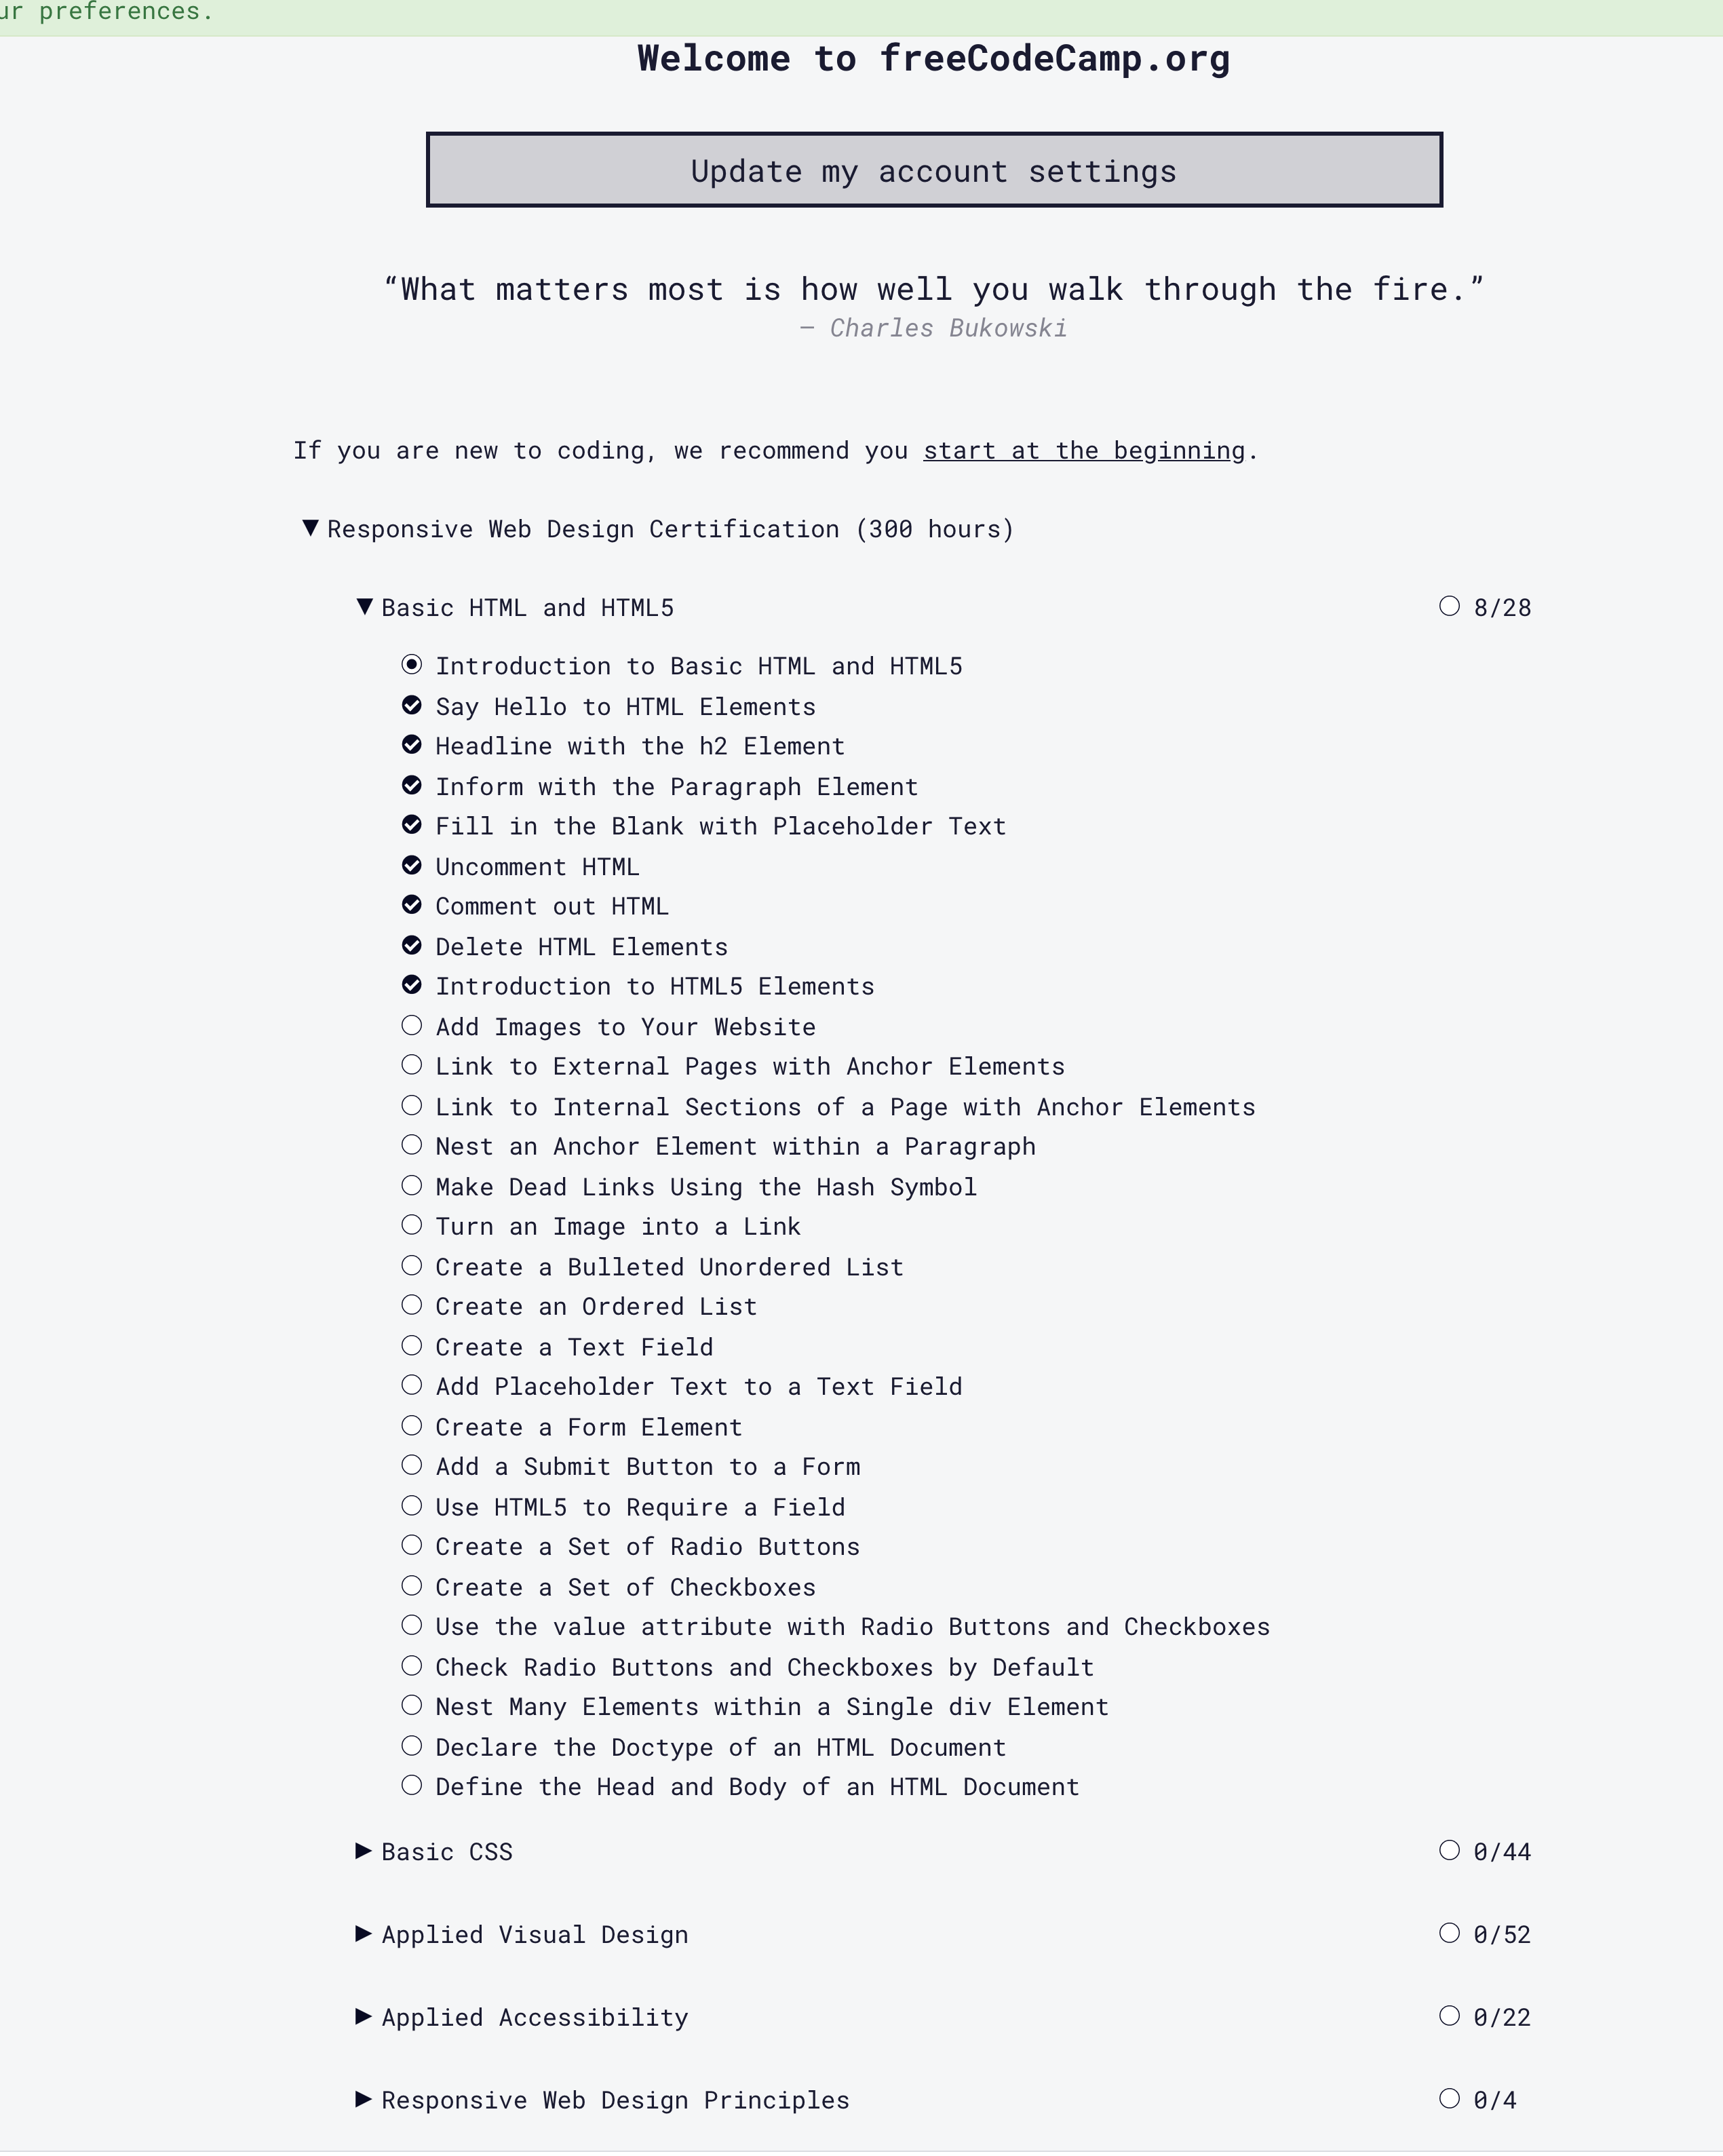 ur preferences.
Welcome to freeCodeCamp.org
Update my account settings
“What matters most is how well you walk through the fire.”
— Charles Bukowski
If you are new to coding, we recommend you start at the beginning.
Responsive Web Design Certification (300 hours)
Basic HTML and HTML5 8/28
Introduction to Basic HTML and HTML5
Say Hello to HTML Elements
Headline with the h2 Element
Inform with the Paragraph Element
Fill in the Blank with Placeholder Text
Uncomment HTML
Comment out HTML
Delete HTML Elements
Introduction to HTML5 Elements
Add Images to Your Website
Link to External Pages with Anchor Elements
Link to Internal Sections of a Page with Anchor Elements
Nest an Anchor Element within a Paragraph
Make Dead Links Using the Hash Symbol
Turn an Image into a Link
Create a Bulleted Unordered List
Create an Ordered List
Create a Text Field
Add Placeholder Text to a Text Field
Create a Form Element
Add a Submit Button to a Form
Use HTML5 to Require a Field
Create a Set of Radio Buttons
Create a Set of Checkboxes
Use the value attribute with Radio Buttons and Checkboxes
Check Radio Buttons and Checkboxes by Default
Nest Many Elements within a Single div Element
Declare the Doctype of an HTML Document
Define the Head and Body of an HTML Document
Basic CSS 0/44
Applied Visual Design 0/52
Applied Accessibility 0/22
Responsive Web Design Principles 0/4